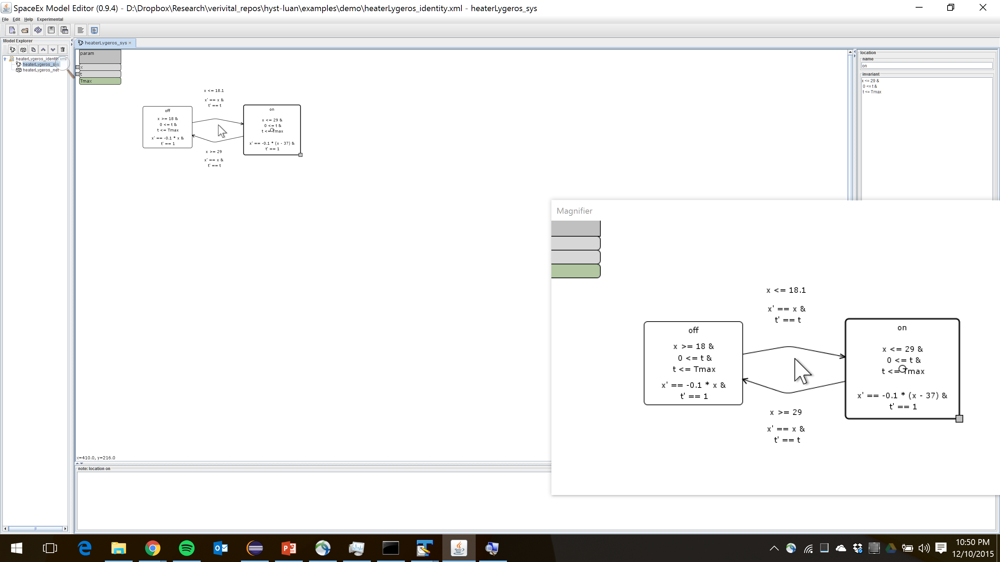 SpaceEx Model Editor (0.9.4) - D:\Dropbox\Research\verivital_repos\hyst-luan\examples\demo\heaterLygeros_identity.xml - heaterLygeros_sys
File Edit Help Experimental
Model Explorer
heaterLygeros_identity.xml
heaterLygeros_sys
heaterLygeros_net
heaterLygeros_sys ×
param
x
t
Tmax
x <= 18.1
x' == x &
t' == t
off
x >= 18 &
0 <= t &
t <= Tmax
x' == -0.1 * x &
t' == 1
on
x <= 29 &
0 <= t &
t <= Tmax
x' == -0.1 * (x - 37) &
t' == 1
x >= 29
x' == x &
t' == t
x=410.0, y=216.0
note: location on
location
name
on
invariant
x <= 29 &
0 <= t &
t <= Tmax
Magnifier
x <= 18.1
x' == x &
t' == t
off
x >= 18 &
0 <= t &
t <= Tmax
x' == -0.1 * x &
t' == 1
on
x <= 29 &
0 <= t &
t <= Tmax
x' == -0.1 * (x - 37) &
t' == 1
x >= 29
x' == x &
t' == t
10:50 PM
12/10/2015